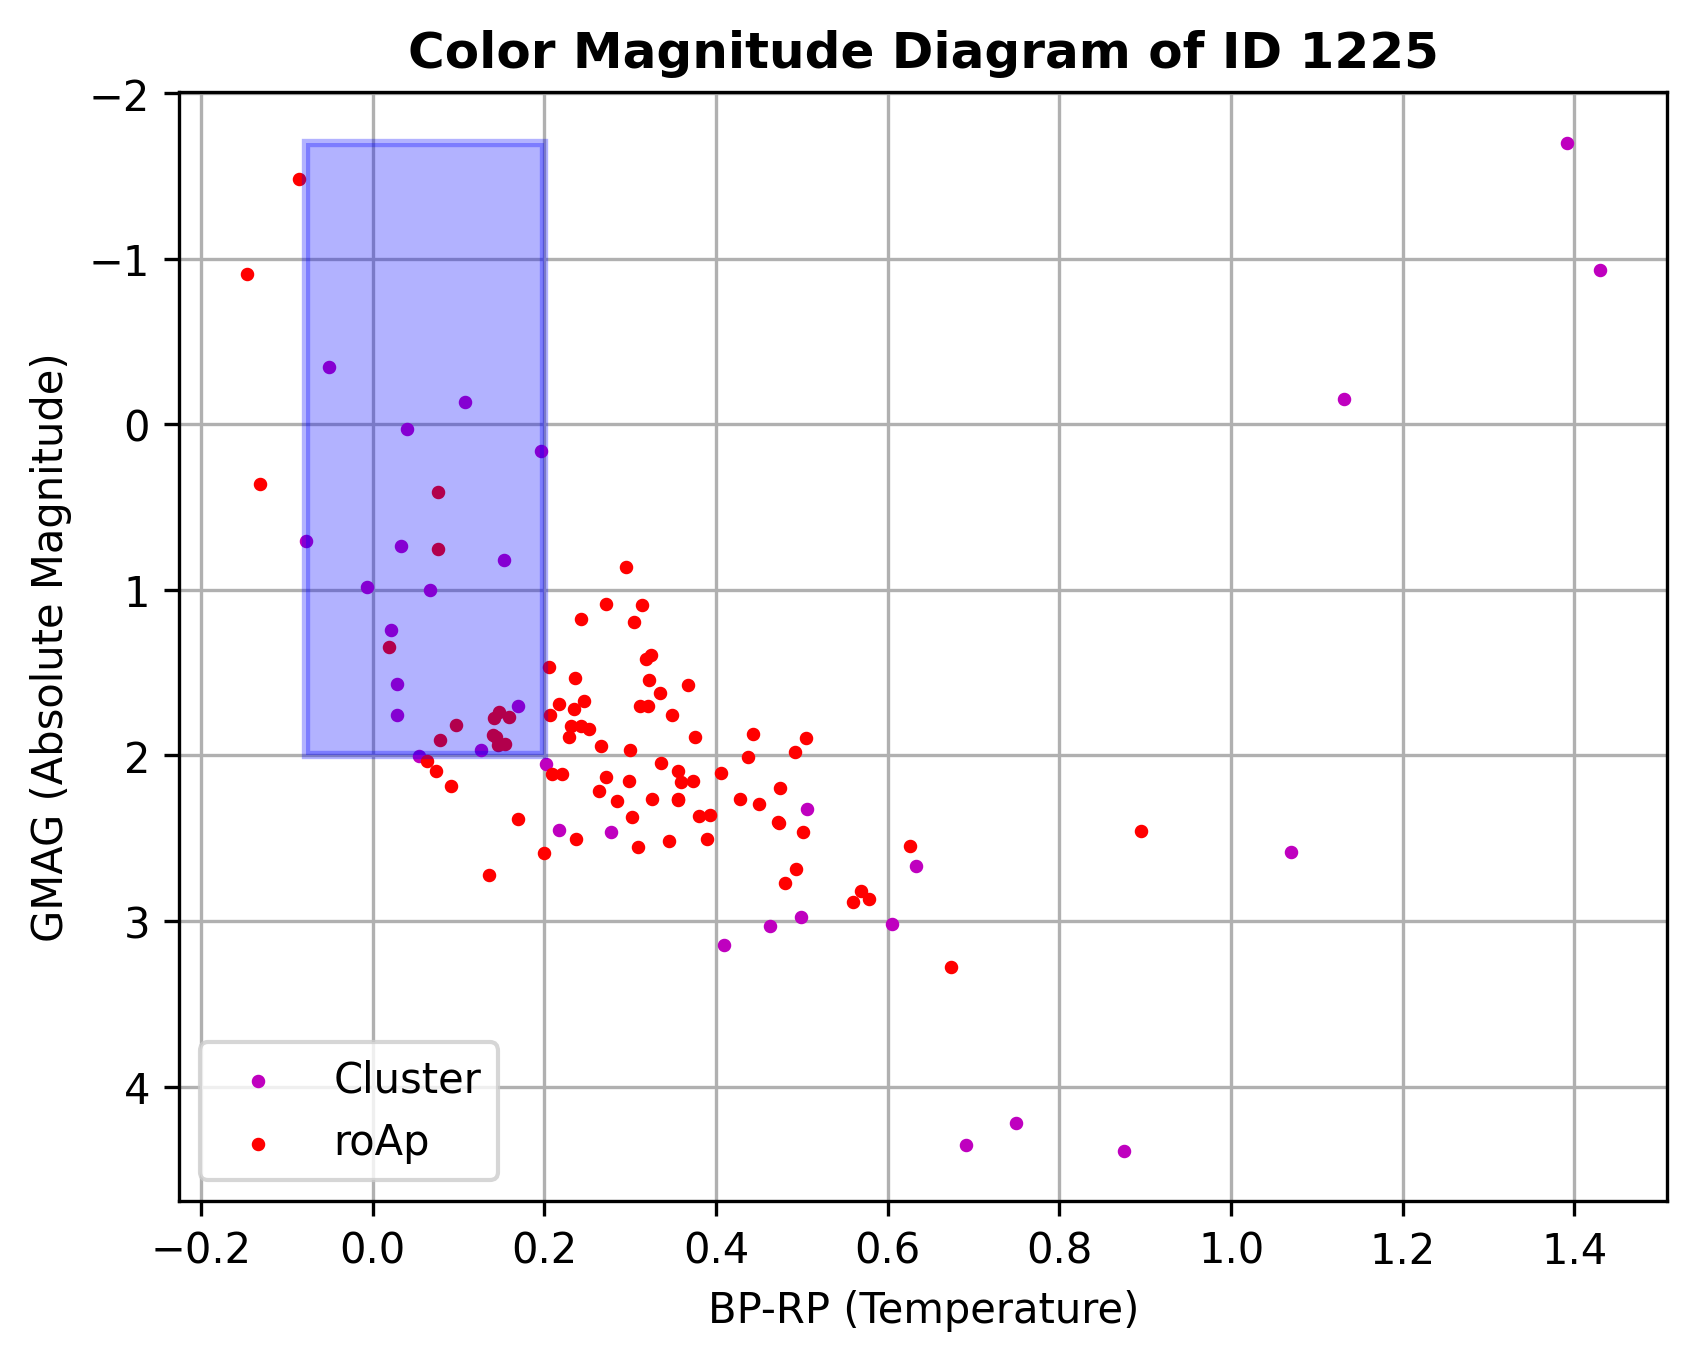 Color Magnitude Diagram of ID 1225
GMAG (Absolute Magnitude)
−2
−1
0
1
2
3
4
Cluster
roAp
−0.2 0.0 0.2 0.4 0.6 0.8 1.0 1.2 1.4
BP-RP (Temperature)